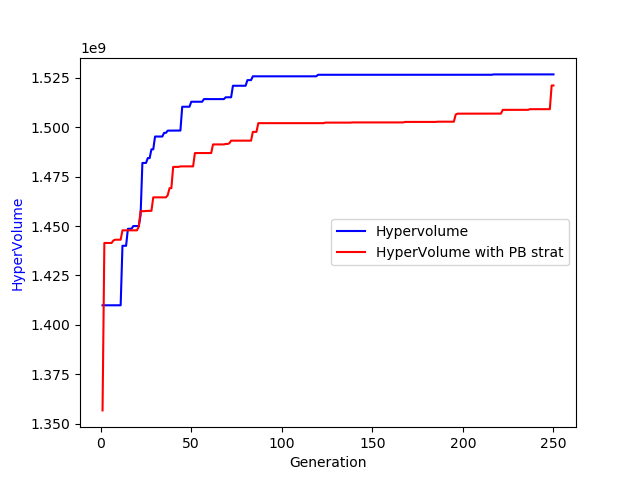 1e9
1.525
1.500
1.475
1.450
1.425
1.400
1.375
1.350
HyperVolume
Hypervolume
HyperVolume with PB strat
0 50 100 150 200 250
Generation